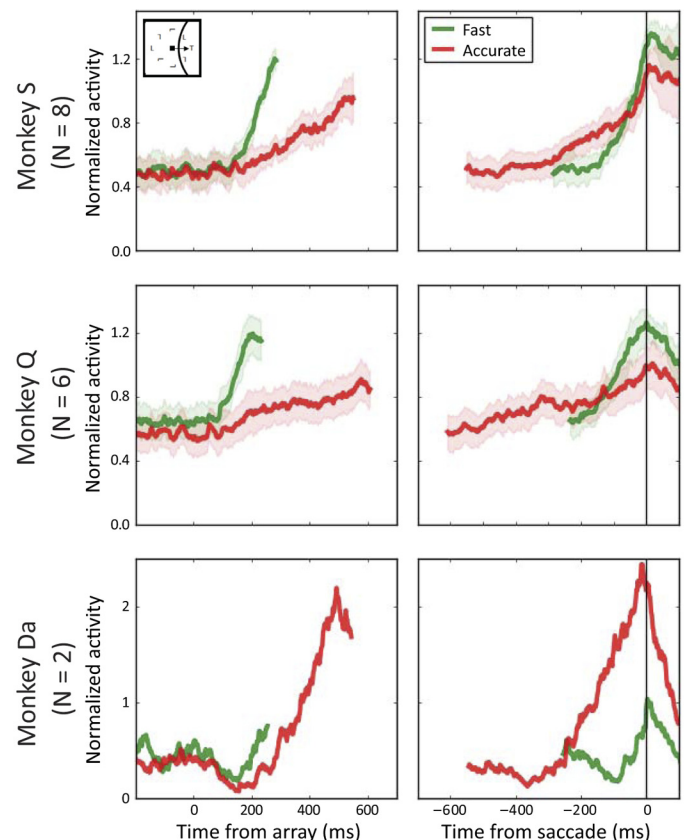 Monkey S
(N = 8)
Normalized activity
1.2
0.8
0.4
0.0
L
T
Fast
Accurate
Monkey Q
(N = 6)
Normalized activity
1.2
0.8
0.4
0.0
Monkey Da
(N = 2)
Normalized activity
2
1
0
0 200 400 600
Time from array (ms)
−600 −400 −200 0
Time from saccade (ms)